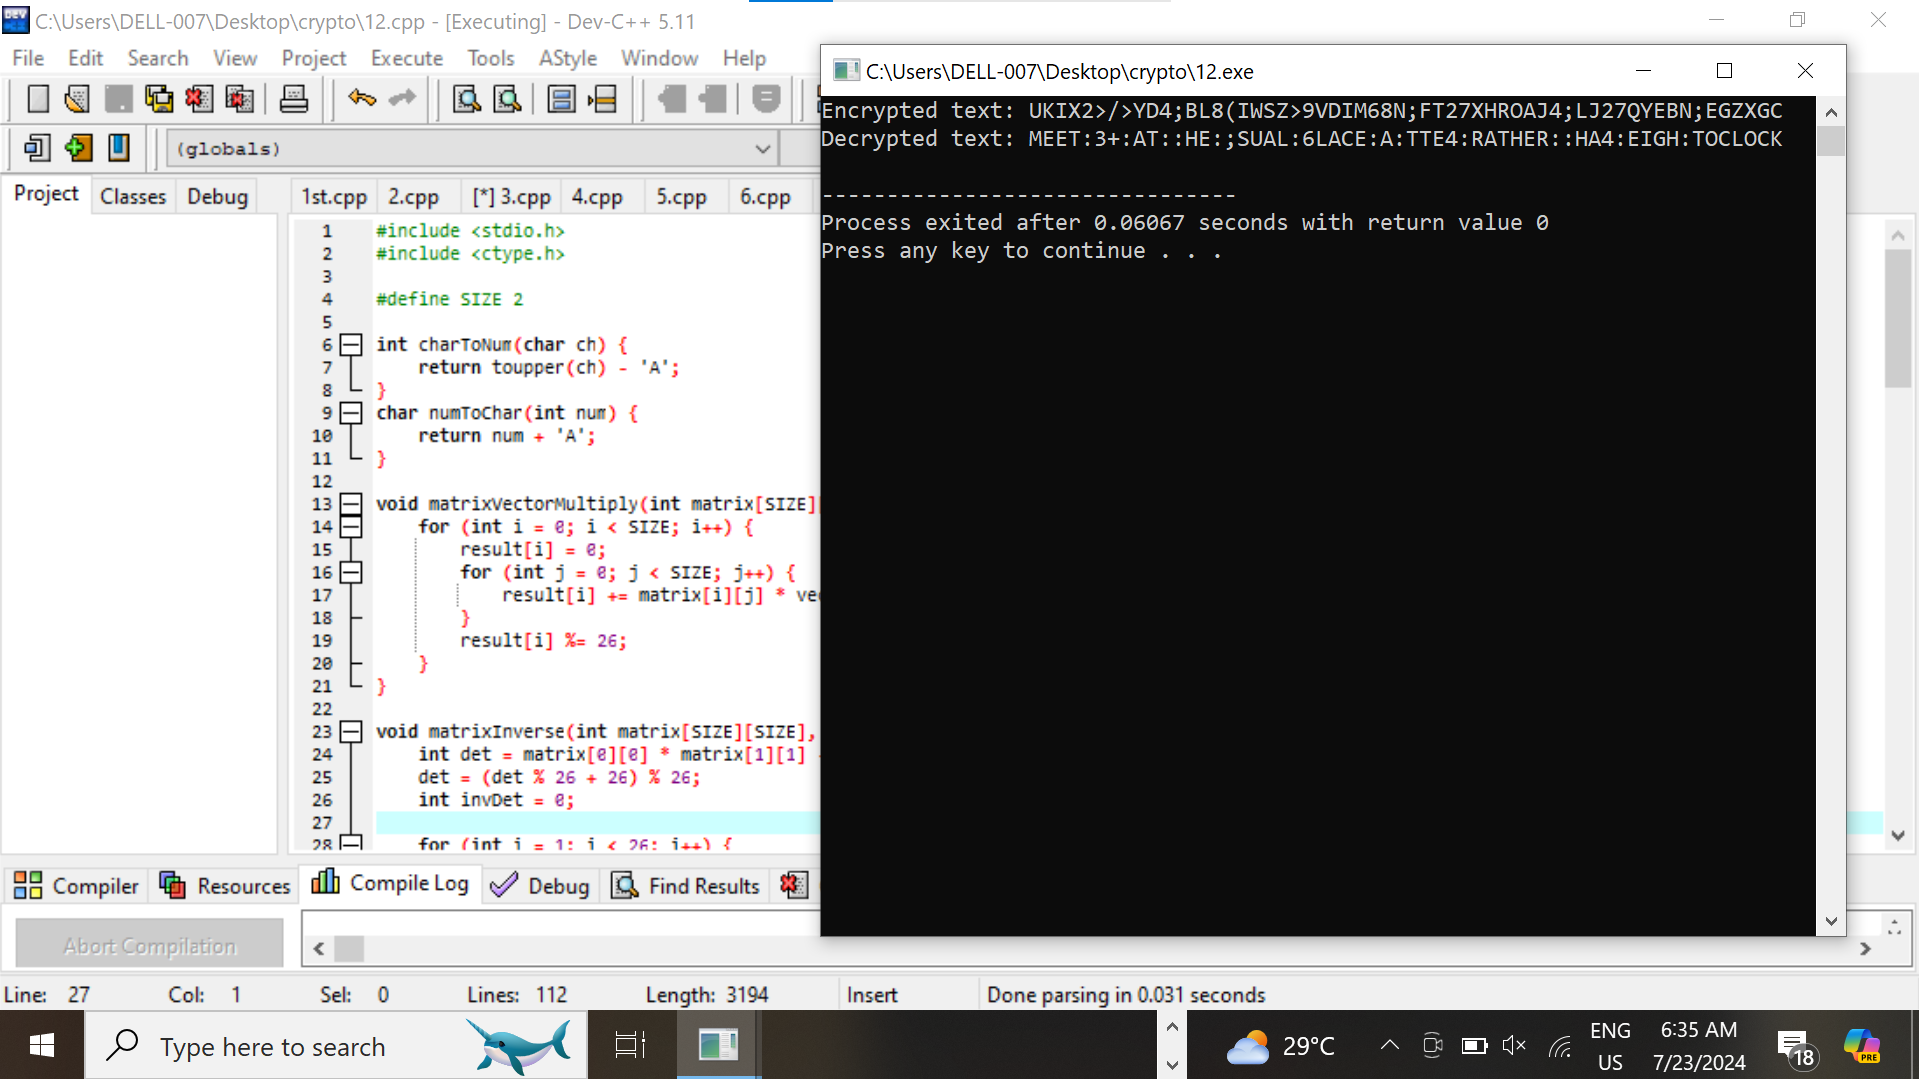 C:\Users\DELL-007\Desktop\crypto\12.cpp - [Executing] - Dev-C++ 5.11
File Edit Search View Project Execute Tools AStyle Window Help
(globals)
Project Classes Debug
1st.cpp 2.cpp [*] 3.cpp 4.cpp 5.cpp 6.cpp
1 #include <stdio.h>
2 #include <ctype.h>
3
4 #define SIZE 2
5
6 int charToNum(char ch) {
7 return toupper(ch) - 'A';
8 }
9 char numToChar(int num) {
10 return num + 'A';
11 }
12
13 void matrixVectorMultiply(int matrix[SIZE]
14 for (int i = 0; i < SIZE; i++) {
15 result[i] = 0;
16 for (int j = 0; j < SIZE; j++) {
17 result[i] += matrix[i][j] *
18 }
19 result[i] %= 26;
20 }
21 }
22
23 void matrixInverse(int matrix[SIZE][SIZE],
24 int det = matrix[0][0] * matrix[1][1]
25 det = (det % 26 + 26) % 26;
26 int invDet = 0;
27
28 for (int i = 1; i < 26; i++) {
C:\Users\DELL-007\Desktop\crypto\12.exe
Encrypted text: UKIX2>/>YD4;BL8(IWSZ>9VDIM68N;FT27XHROAJ4;LJ27QYEBN;EGZXGC
Decrypted text: MEET:3+:AT::HE:;SUAL:6LACE:A:TTE4:RATHER::HA4:EIGH:TOCLOCK
--------------------------------
Process exited after 0.06067 seconds with return value 0
Press any key to continue . . .
Compiler Resources Compile Log Debug Find Results
Abort Compilation
Line: 27 Col: 1 Sel: 0 Lines: 112 Length: 3194 Insert Done parsing in 0.031 seconds
Type here to search
29°C
ENG
US
6:35 AM
7/23/2024
18
PRE